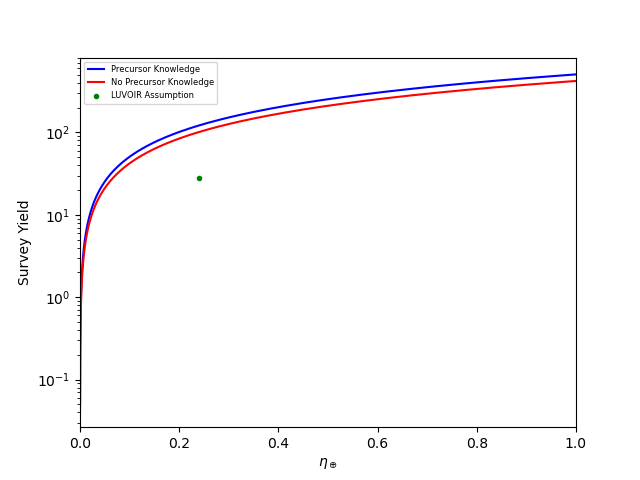 Precursor Knowledge
No Precursor Knowledge
LUVOIR Assumption
Survey Yield
10²
10¹
10⁰
10⁻¹
0.0 0.2 0.4 0.6 0.8 1.0
η⊕